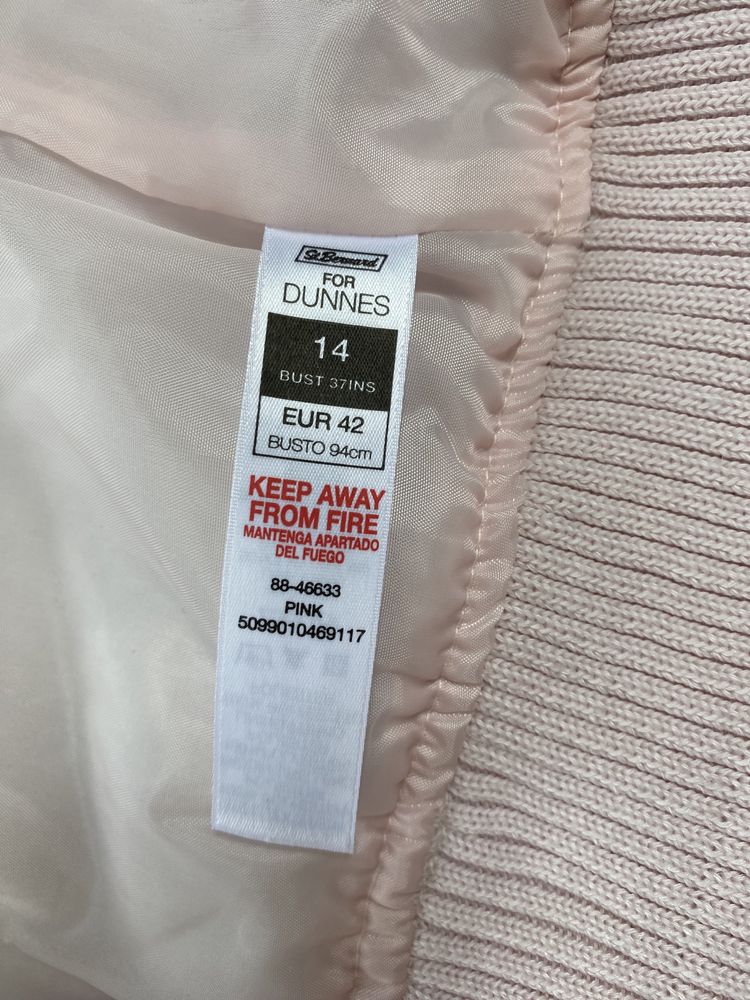 St.Bernard
FOR
DUNNES
14
BUST 37INS
EUR 42
BUSTO 94cm
KEEP AWAY
FROM FIRE
MANTENGA APARTADO
DEL FUEGO
88-46633
PINK
5099010469117